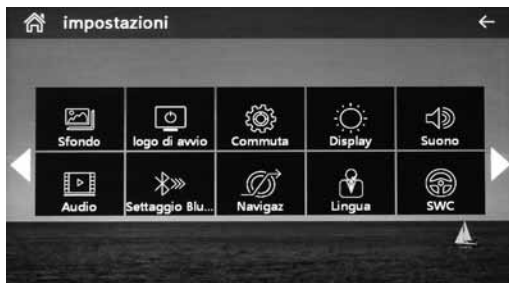 impostazioni
Sfondo
logo di avvio
Commuta
Display
Suono
Audio
Settaggio Blu...
Navigaz
Lingua
SWC